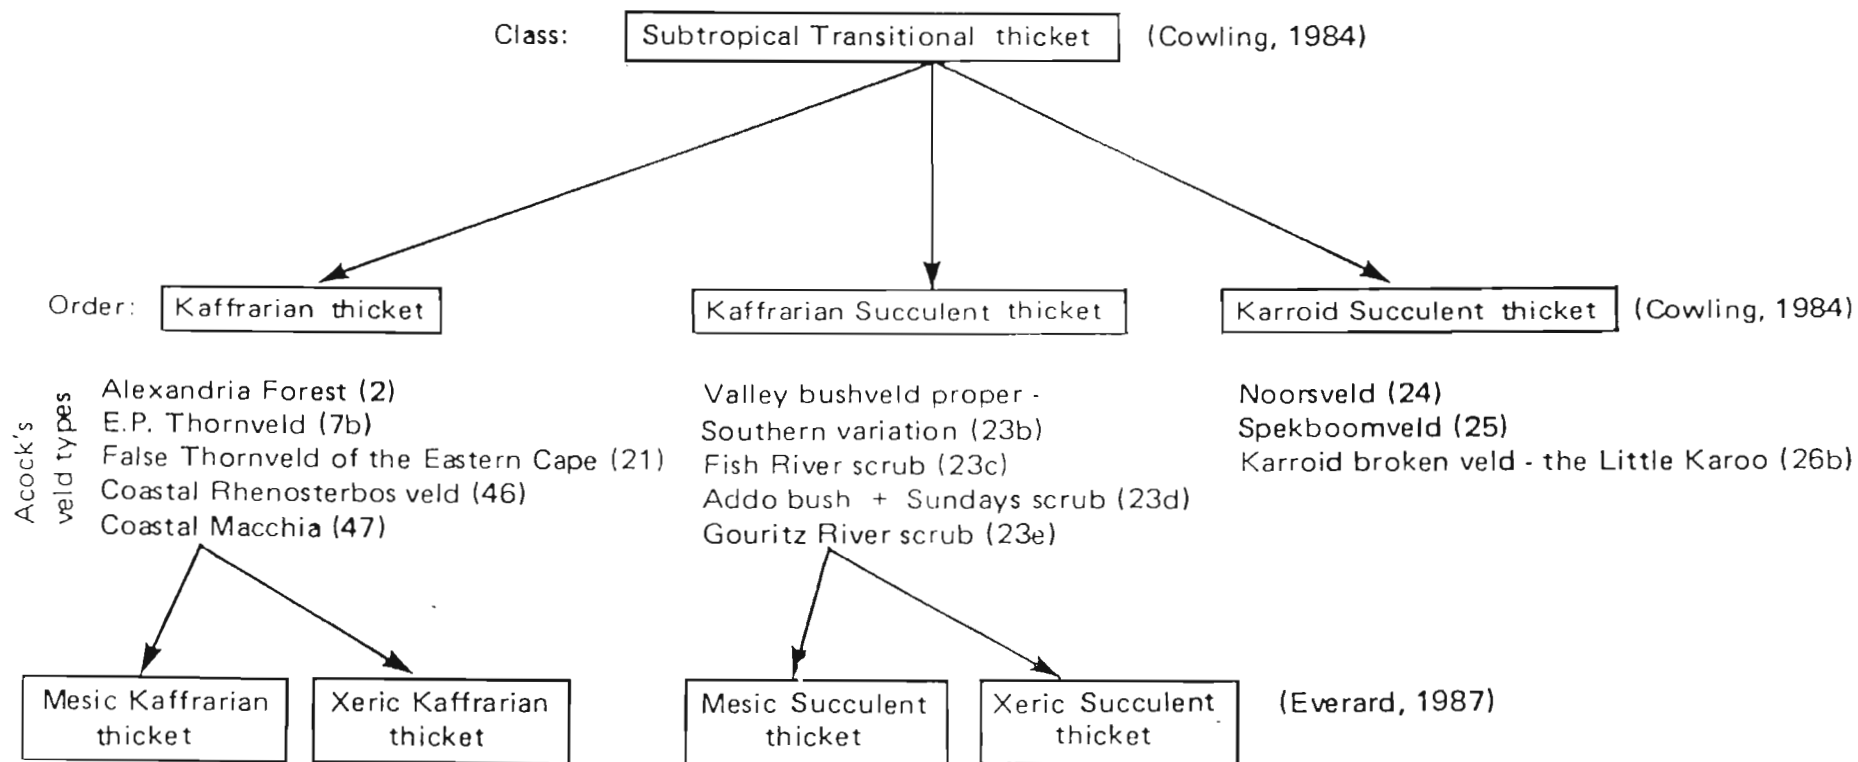 Class: Subtropical Transitional thicket (Cowling, 1984)
Order: Kaffrarian thicket
Kaffrarian Succulent thicket
Karroid Succulent thicket (Cowling, 1984)
Acock's
veld types
Alexandria Forest (2)
E.P. Thornveld (7b)
False Thornveld of the Eastern Cape (21)
Coastal Rhenosterbos veld (46)
Coastal Macchia (47)
Valley bushveld proper -
Southern variation (23b)
Fish River scrub (23c)
Addo bush + Sundays scrub (23d)
Gouritz River scrub (23e)
Noorsveld (24)
Spekboomveld (25)
Karroid broken veld - the Little Karoo (26b)
Mesic Kaffrarian
thicket
Xeric Kaffrarian
thicket
Mesic Succulent
thicket
Xeric Succulent
thicket
(Everard, 1987)